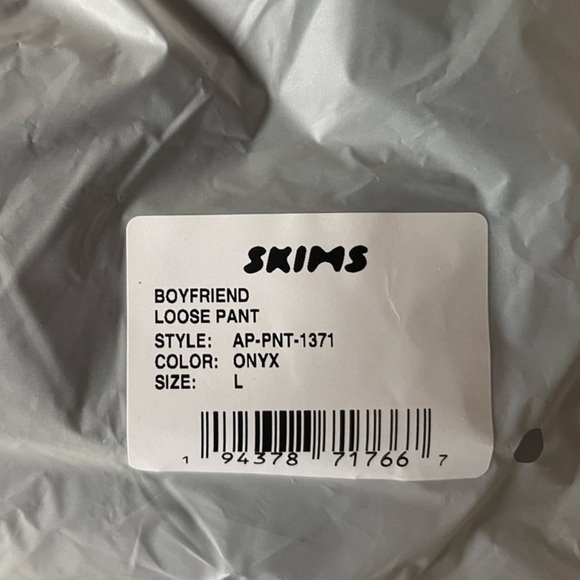 SKIMS
BOYFRIEND
LOOSE PANT
STYLE: AP-PNT-1371
COLOR: ONYX
SIZE: L
1 94378 71766 7